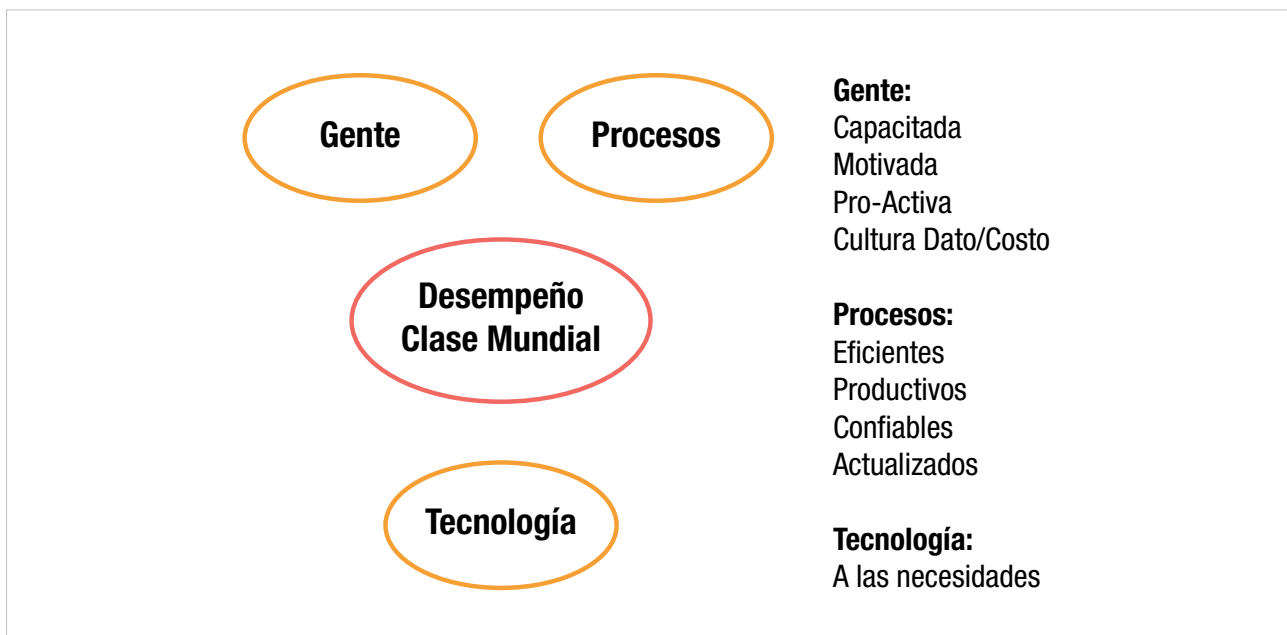 Gente
Procesos
Desempeño
Clase Mundial
Tecnología
Gente:
Capacitada
Motivada
Pro-Activa
Cultura Dato/Costo
Procesos:
Eficientes
Productivos
Confiables
Actualizados
Tecnología:
A las necesidades